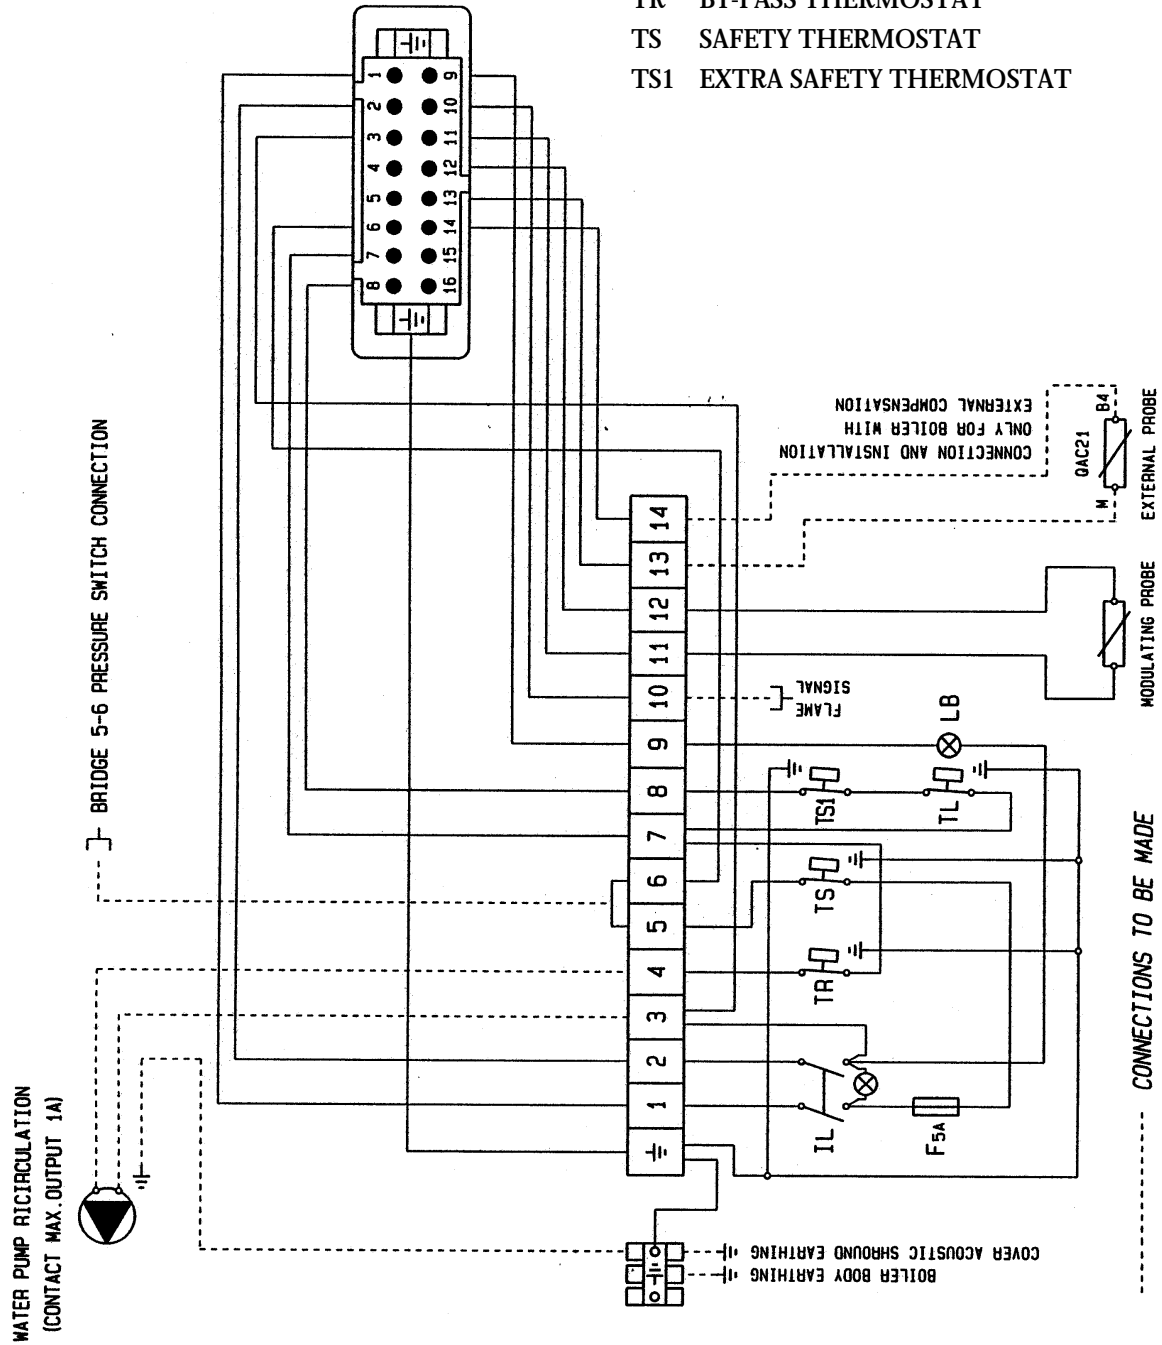 TR BY-PASS THERMOSTAT
TS SAFETY THERMOSTAT
TS1 EXTRA SAFETY THERMOSTAT
1
2
3
4
5
6
7
8
9
10
11
12
13
14
15
16
BRIDGE 5-6 PRESSURE SWITCH CONNECTION
WATER PUMP RICIRCULATION
(CONTACT MAX.OUTPUT 1A)
14
13
12
11
10
9
8
7
6
5
4
3
2
1
CONNECTION AND INSTALLATION
ONLY FOR BOILER WITH
EXTERNAL COMPENSATION
QAC21
B4
M
EXTERNAL PROBE
MODULATING PROBE
FLAME
SIGNAL
LB
TS1
TL
TS
TR
IL
F5A
COVER ACOUSTIC SHROUND EARTHING
BOILER BODY EARTHING
CONNECTIONS TO BE MADE